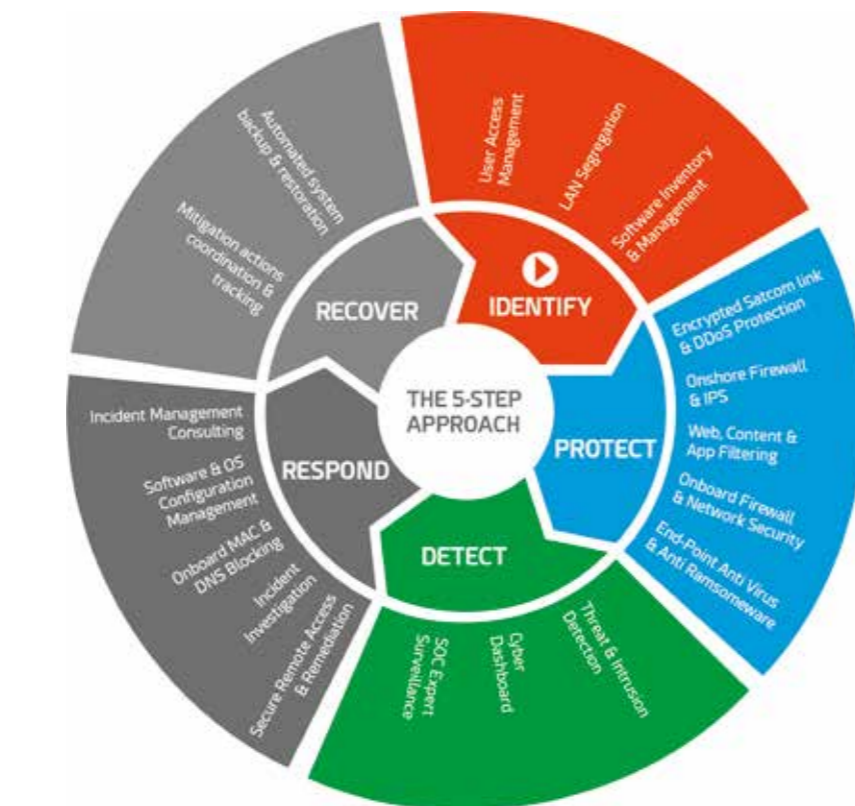 THE 5-STEP
APPROACH
IDENTIFY
User Access
Management
LAN Segregation
Software Inventory
& Management
PROTECT
Encrypted Satcom link
& DDoS Protection
Onshore Firewall
& IPS
Web, Content &
App Filtering
Onboard Firewall
& Network Security
End-Point Anti Virus
& Anti Ramsomeware
DETECT
Threat & Intrusion
Detection
Cyber
Dashboard
SOC Expert
Surveillance
RESPOND
Secure Remote Access
& Remediation
Incident
Investigation
Onboard MAC &
DNS Blocking
Software & OS
Configuration
Management
Incident Management
Consulting
RECOVER
Mitigation actions
coordination &
tracking
Automated system
backup & restoration